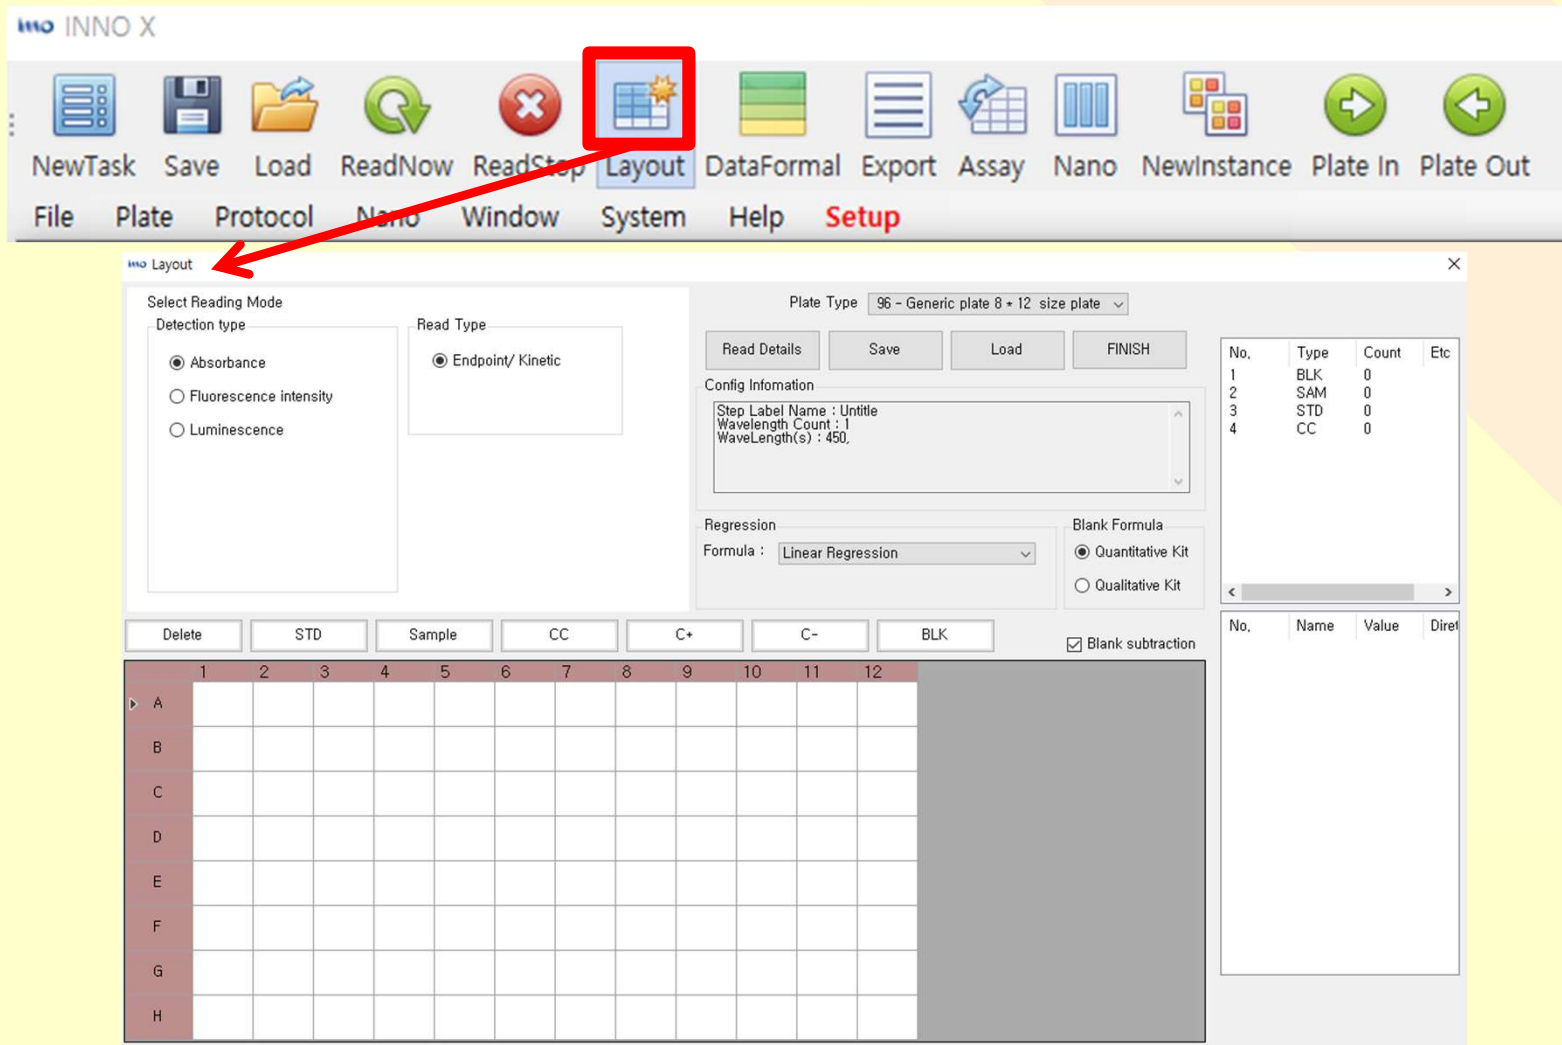 inno INNO X
NewTask Save Load ReadNow ReadStop Layout DataFormal Export Assay Nano NewInstance Plate In Plate Out
File Plate Protocol Nano Window System Help Setup
inno Layout
Select Reading Mode
Detection type
Absorbance
Fluorescence intensity
Luminescence
Read Type
Endpoint/ Kinetic
Plate Type 96 - Generic plate 8 * 12 size plate
Read Details Save Load FINISH
Config Infomation
Step Label Name : Untitle
Wavelength Count : 1
WaveLength(s) : 450,
Regression
Formula : Linear Regression
Blank Formula
Quantitative Kit
Qualitative Kit
No, Type Count Etc
1 BLK 0
2 SAM 0
3 STD 0
4 CC 0
Delete STD Sample CC C+ C- BLK
Blank subtraction
No, Name Value Diret
1 2 3 4 5 6 7 8 9 10 11 12
A
B
C
D
E
F
G
H